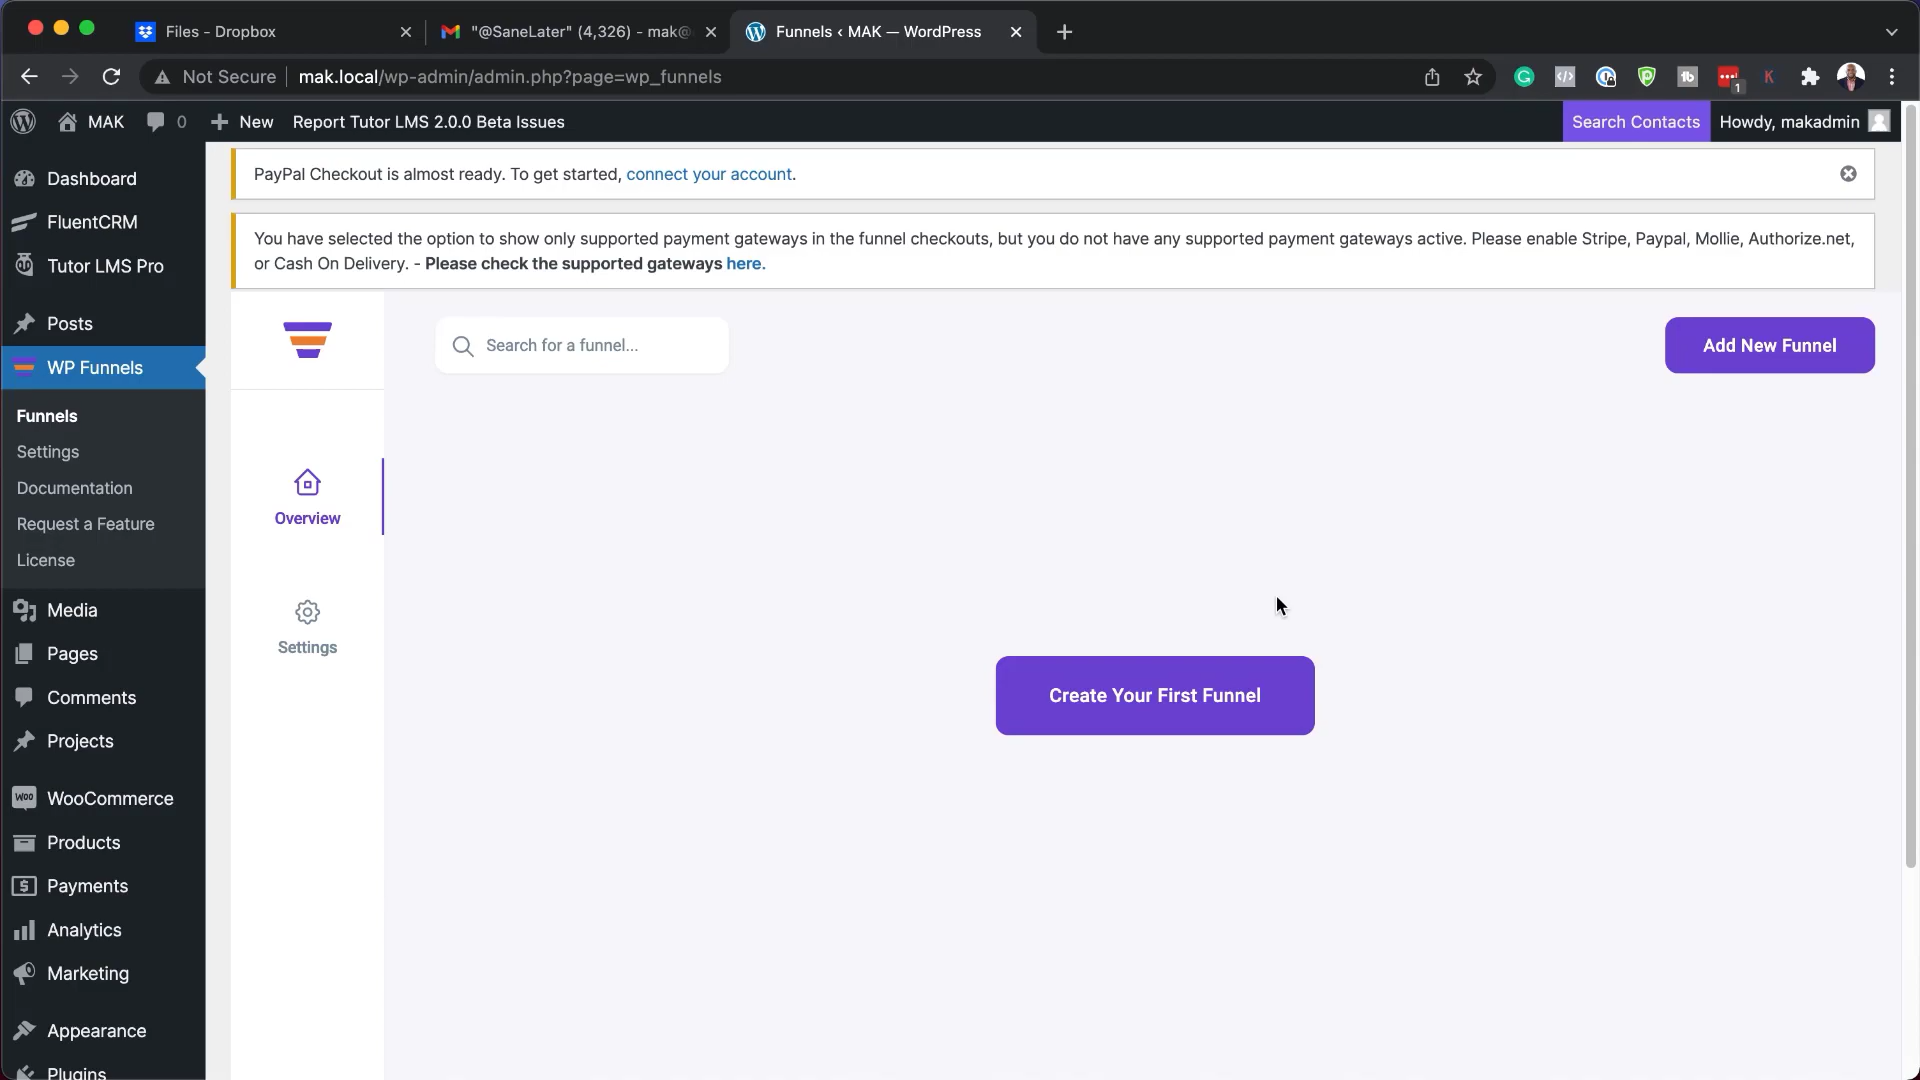 Files - Dropbox
"@SaneLater" (4,326) - mak@
Funnels ‹ MAK — WordPress
Not Secure
mak.local/wp-admin/admin.php?page=wp_funnels
1
MAK
0
New
Report Tutor LMS 2.0.0 Beta Issues
Search Contacts
Howdy, makadmin
Dashboard
FluentCRM
Tutor LMS Pro
Posts
WP Funnels
Funnels
Settings
Documentation
Request a Feature
License
Media
Pages
Comments
Projects
WooCommerce
Products
Payments
Analytics
Marketing
Appearance
Plugins
PayPal Checkout is almost ready. To get started, connect your account.
You have selected the option to show only supported payment gateways in the funnel checkouts, but you do not have any supported payment gateways active. Please enable Stripe, Paypal, Mollie, Authorize.net,
or Cash On Delivery. - Please check the supported gateways here.
Search for a funnel...
Add New Funnel
Overview
Settings
Create Your First Funnel